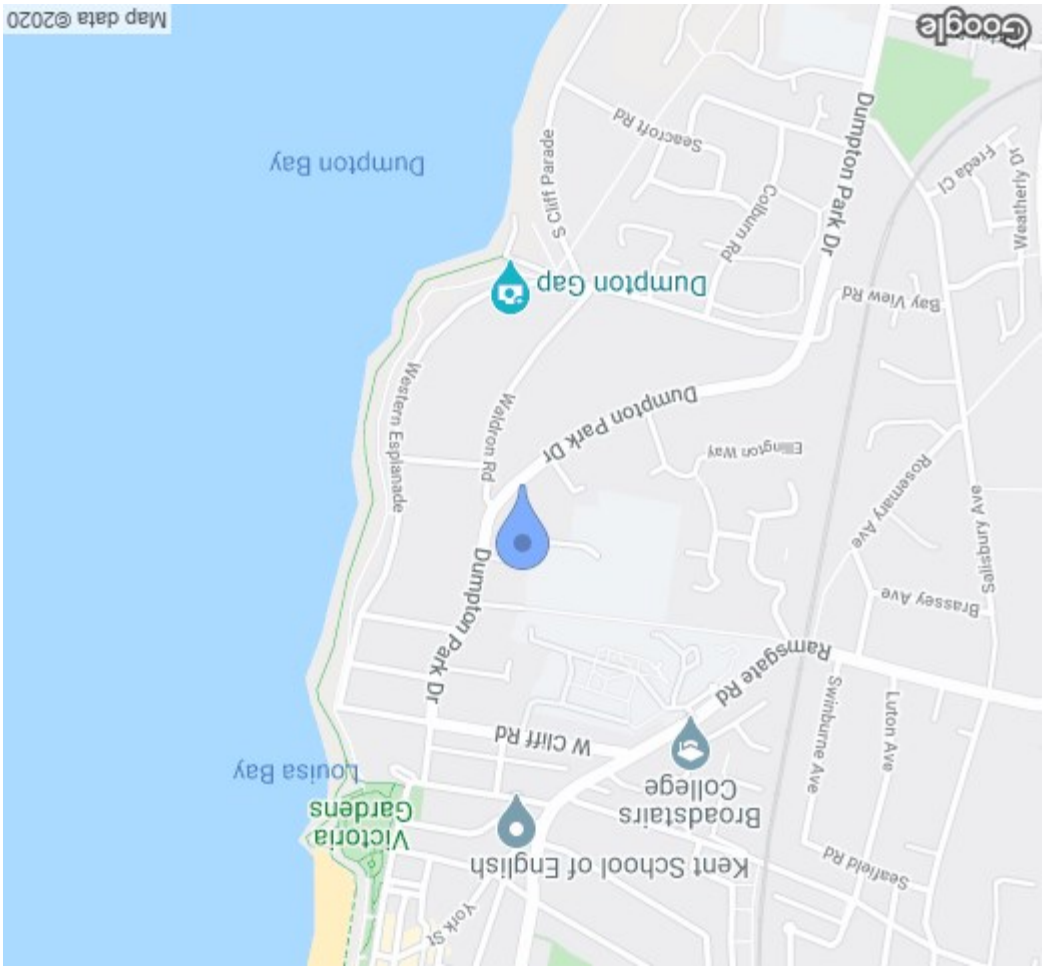 York St
Seafield Rd
Kent School of English
Victoria
Gardens
Broadstairs
College
Louisa Bay
W Cliff Rd
Luton Ave
Swinburne Ave
Ramsgate Rd
Dumpton Park Dr
Brassey Ave
Salisbury Ave
Rosemary Ave
Ellington Way
Waldron Rd
Western Esplanade
Dumpton Park Dr
Bay View Rd
Dumpton Gap
Colburn Rd
S Cliff Parade
Weatherly Dr
Freda Cl
Dumpton Park Dr
Seacroft Rd
Dumpton Bay
Google
Map data ©2020